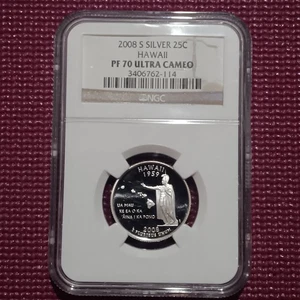 2008 S SILVER 25C
HAWAII
PF 70 ULTRA CAMEO
3406762-114
NGC
HAWAII
1959
UA MAU
KE EA O KA
ʻĀINA I KA PONO
2008
E PLURIBUS UNUM